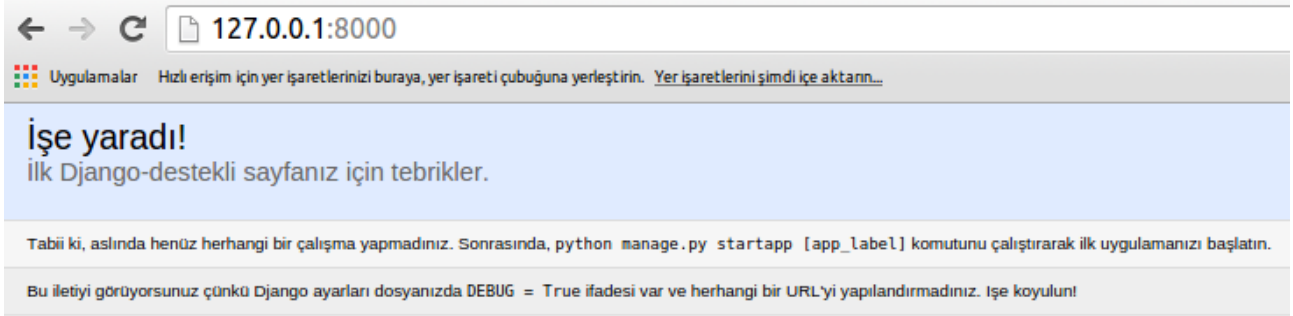 127.0.0.1:8000
Uygulamalar Hızlı erişim için yer işaretlerinizi buraya, yer işareti çubuğuna yerleştirin. Yer işaretlerini şimdi içe aktarın...
İşe yaradı!
İlk Django-destekli sayfanız için tebrikler.
Tabii ki, aslında henüz herhangi bir çalışma yapmadınız. Sonrasında, python manage.py startapp [app_label] komutunu çalıştırarak ilk uygulamanızı başlatın.
Bu iletiyi görüyorsunuz çünkü Django ayarları dosyanızda DEBUG = True ifadesi var ve herhangi bir URL'yi yapılandırmadınız. Işe koyulun!